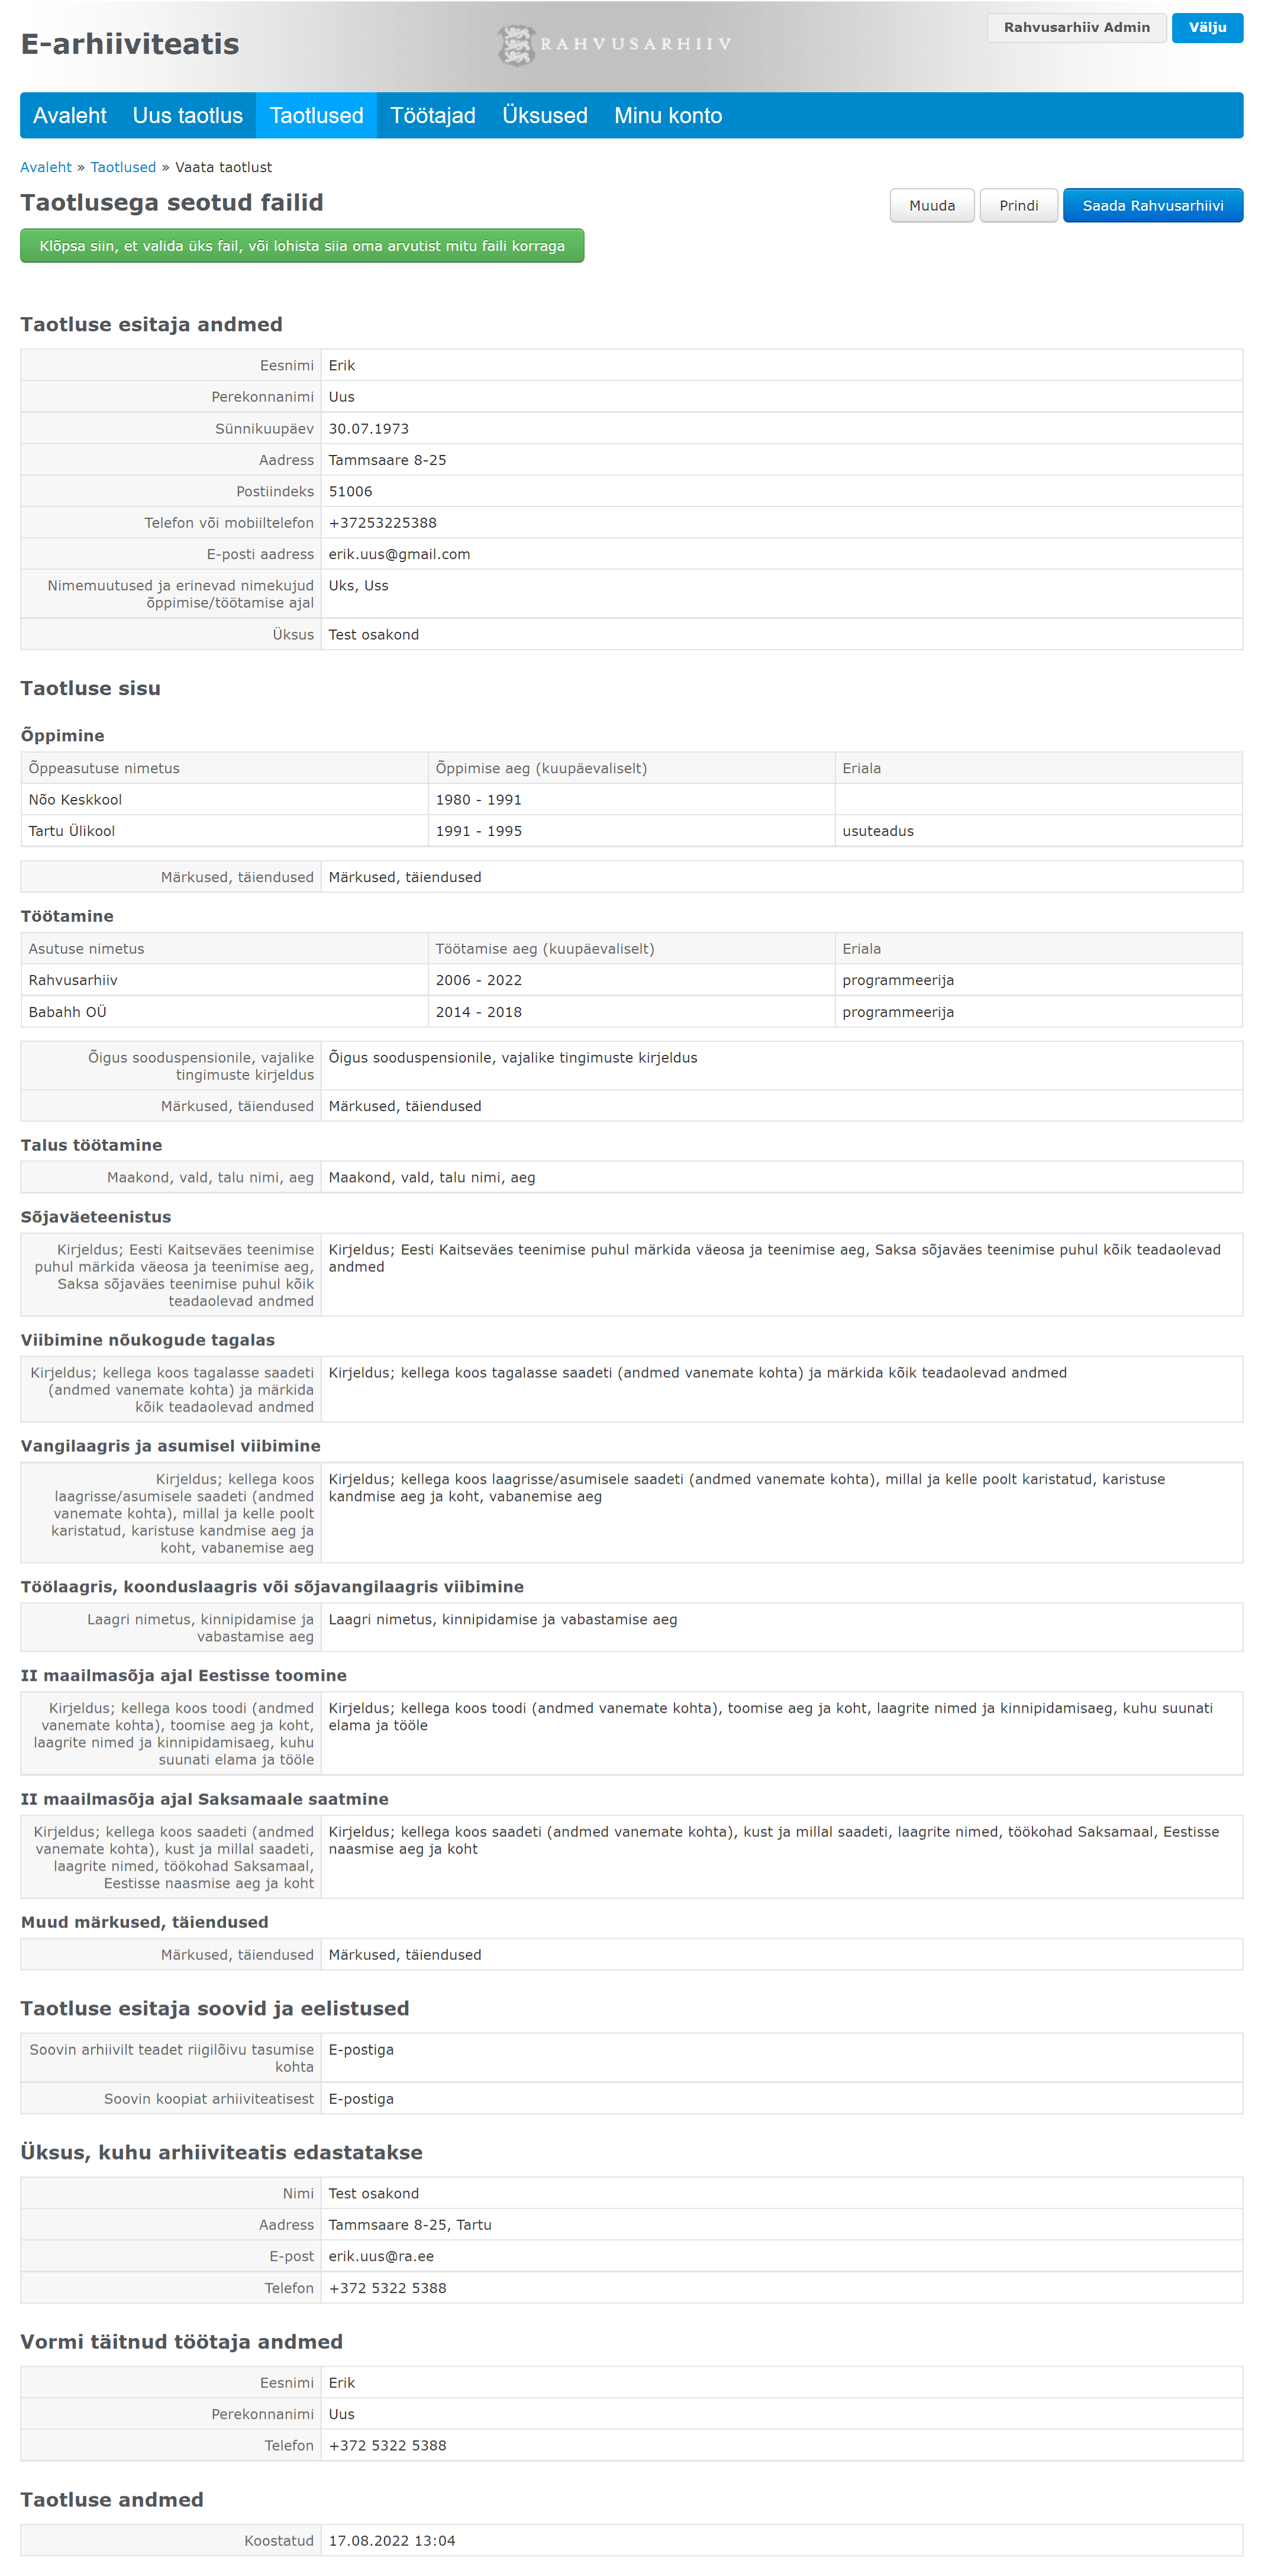 E-arhiiviteatis
RAHVUSARHIIV
Rahvusarhiiv Admin Välju
Avaleht Uus taotlus Taotlused Töötajad Üksused Minu konto
Avaleht » Taotlused » Vaata taotlust
Taotlusega seotud failid
Muuda Prindi Saada Rahvusarhiivi
Klõpsa siin, et valida üks fail, või lohista siia oma arvutist mitu faili korraga
Taotluse esitaja andmed
Eesnimi Erik
Perekonnanimi Uus
Sünnikuupäev 30.07.1973
Aadress Tammsaare 8-25
Postiindeks 51006
Telefon või mobiiltelefon +37253225388
E-posti aadress erik.uus@gmail.com
Nimemuutused ja erinevad nimekujud
õppimise/töötamise ajal
Uks, Uss
Üksus Test osakond
Taotluse sisu
Õppimine
Õppeasutuse nimetus Õppimise aeg (kuupäevaliselt) Eriala
Nõo Keskkool 1980 - 1991
Tartu Ülikool 1991 - 1995 usuteadus
Märkused, täiendused Märkused, täiendused
Töötamine
Asutuse nimetus Töötamise aeg (kuupäevaliselt) Eriala
Rahvusarhiiv 2006 - 2022 programmeerija
Babahh OÜ 2014 - 2018 programmeerija
Õigus sooduspensionile, vajalike
tingimuste kirjeldus
Õigus sooduspensionile, vajalike tingimuste kirjeldus
Märkused, täiendused Märkused, täiendused
Talus töötamine
Maakond, vald, talu nimi, aeg Maakond, vald, talu nimi, aeg
Sõjaväeteenistus
Kirjeldus; Eesti Kaitseväes teenimise
puhul märkida väeosa ja teenimise aeg,
Saksa sõjaväes teenimise puhul kõik
teadaolevad andmed
Kirjeldus; Eesti Kaitseväes teenimise puhul märkida väeosa ja teenimise aeg, Saksa sõjaväes teenimise puhul kõik teadaolevad
andmed
Viibimine nõukogude tagalas
Kirjeldus; kellega koos tagalasse saadeti
(andmed vanemate kohta) ja märkida
kõik teadaolevad andmed
Kirjeldus; kellega koos tagalasse saadeti (andmed vanemate kohta) ja märkida kõik teadaolevad andmed
Vangilaagris ja asumisel viibimine
Kirjeldus; kellega koos
laagrisse/asumisele saadeti (andmed
vanemate kohta), millal ja kelle poolt
karistatud, karistuse kandmise aeg ja
koht, vabanemise aeg
Kirjeldus; kellega koos laagrisse/asumisele saadeti (andmed vanemate kohta), millal ja kelle poolt karistatud, karistuse
kandmise aeg ja koht, vabanemise aeg
Töölaagris, koonduslaagris või sõjavangilaagris viibimine
Laagri nimetus, kinnipidamise ja
vabastamise aeg
Laagri nimetus, kinnipidamise ja vabastamise aeg
II maailmasõja ajal Eestisse toomine
Kirjeldus; kellega koos toodi (andmed
vanemate kohta), toomise aeg ja koht,
laagrite nimed ja kinnipidamisaeg, kuhu
suunati elama ja tööle
Kirjeldus; kellega koos toodi (andmed vanemate kohta), toomise aeg ja koht, laagrite nimed ja kinnipidamisaeg, kuhu suunati
elama ja tööle
II maailmasõja ajal Saksamaale saatmine
Kirjeldus; kellega koos saadeti (andmed
vanemate kohta), kust ja millal saadeti,
laagrite nimed, töökohad Saksamaal,
Eestisse naasmise aeg ja koht
Kirjeldus; kellega koos saadeti (andmed vanemate kohta), kust ja millal saadeti, laagrite nimed, töökohad Saksamaal, Eestisse
naasmise aeg ja koht
Muud märkused, täiendused
Märkused, täiendused Märkused, täiendused
Taotluse esitaja soovid ja eelistused
Soovin arhiivilt teadet riigilõivu tasumise
kohta
E-postiga
Soovin koopiat arhiiviteatisest E-postiga
Üksus, kuhu arhiiviteatis edastatakse
Nimi Test osakond
Aadress Tammsaare 8-25, Tartu
E-post erik.uus@ra.ee
Telefon +372 5322 5388
Vormi täitnud töötaja andmed
Eesnimi Erik
Perekonnanimi Uus
Telefon +372 5322 5388
Taotluse andmed
Koostatud 17.08.2022 13:04